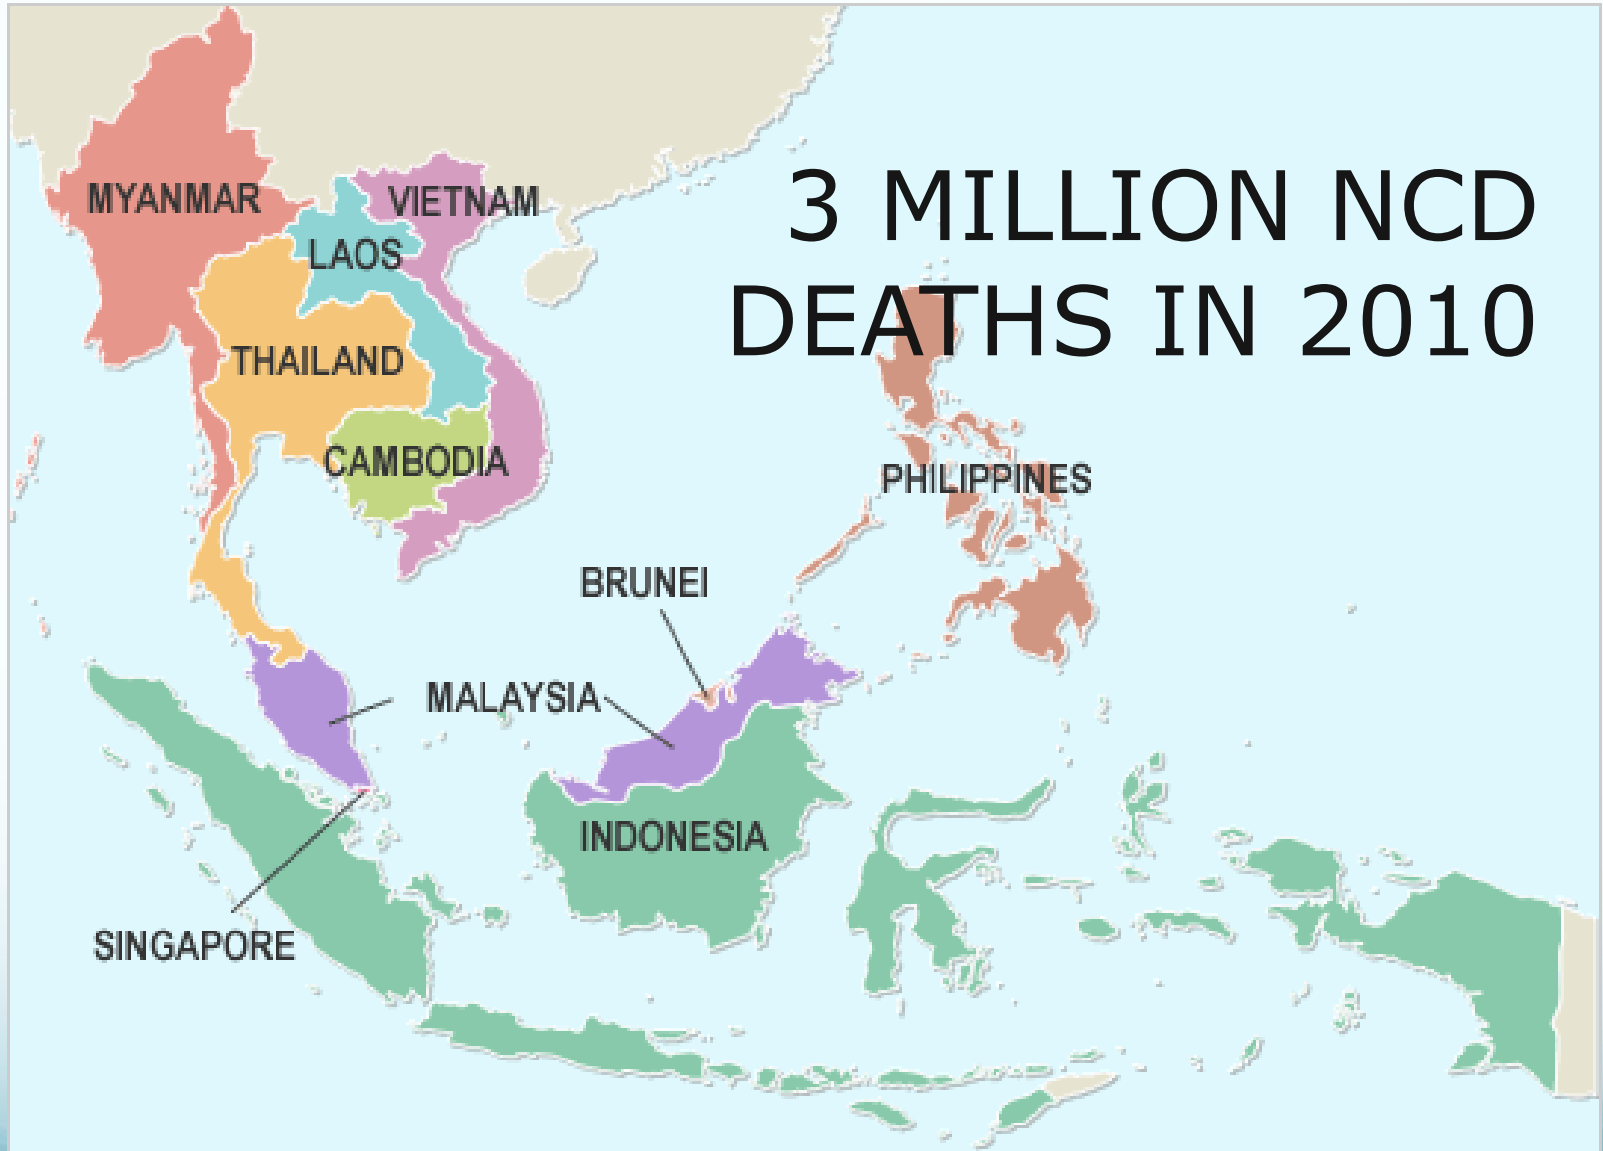 MYANMAR
VIETNAM
3 MILLION NCD
DEATHS IN 2010
LAOS
THAILAND
CAMBODIA
PHILIPPINES
BRUNEI
MALAYSIA
INDONESIA
SINGAPORE